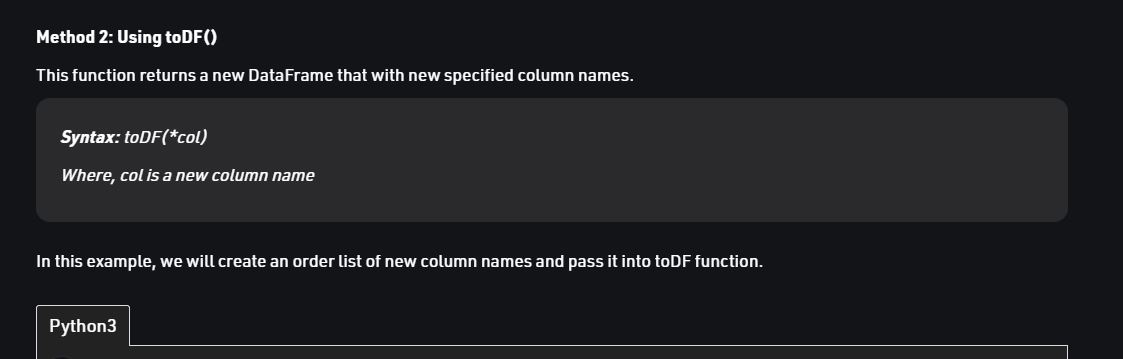 Method 2: Using toDF()
This function returns a new DataFrame that with new specified column names.
Syntax: toDF(*col)
Where, col is a new column name
In this example, we will create an order list of new column names and pass it into toDF function.
Python3